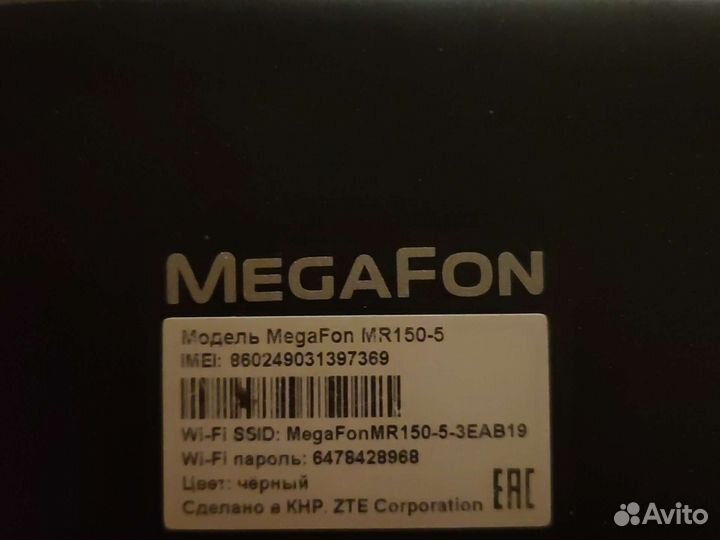 MEGAFON
Модель MegaFon MR150-5
IMEI: 860249031397369
Wi-Fi SSID: MegaFonMR150-5-3EAB19
Wi-Fi пароль: 6478428968
Цвет: черный
Сделано в КНР. ZTE Corporation
EAC
Avito